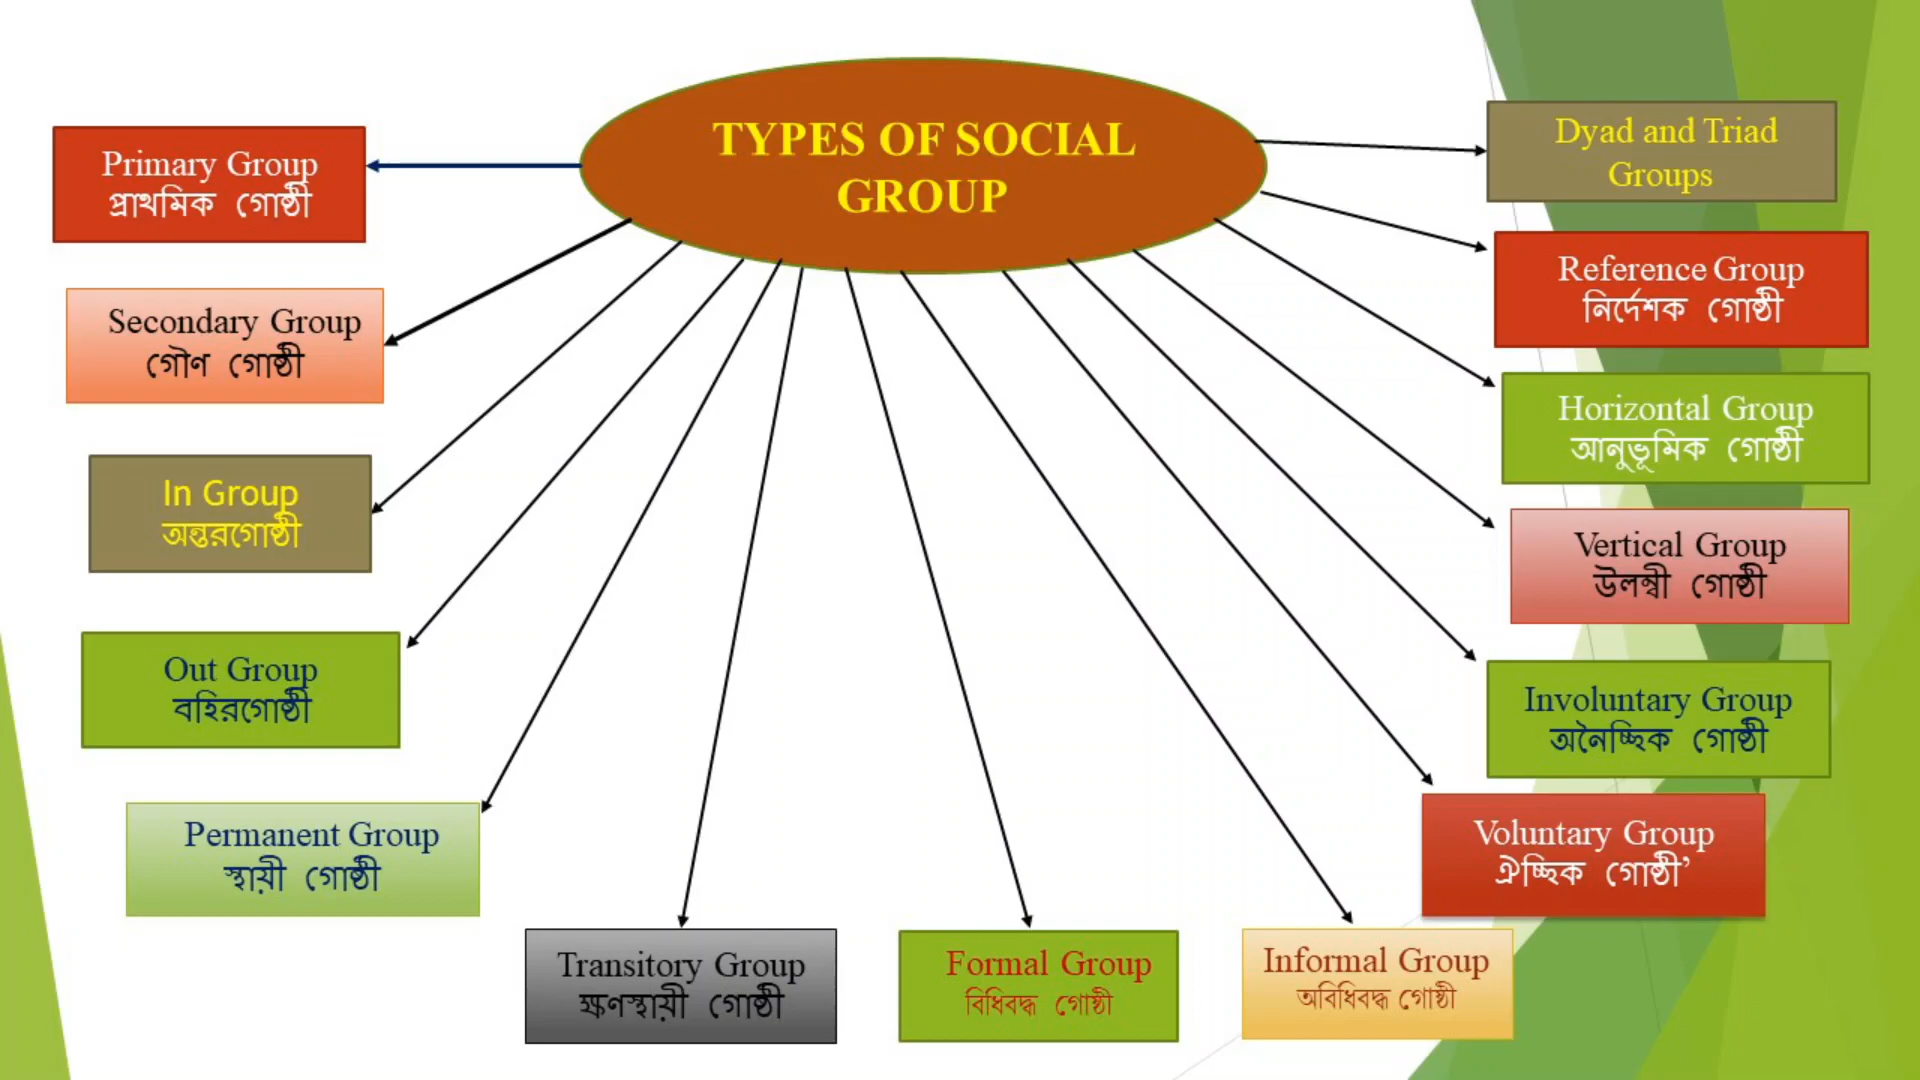 TYPES OF SOCIAL
GROUP
Primary Group
প্রাথমিক গোষ্ঠী
Secondary Group
গৌণ গোষ্ঠী
In Group
অন্তরগোষ্ঠী
Out Group
বহিরগোষ্ঠী
Permanent Group
স্থায়ী গোষ্ঠী
Transitory Group
ক্ষণস্থায়ী গোষ্ঠী
Formal Group
বিধিবদ্ধ গোষ্ঠী
Informal Group
অবিধিবদ্ধ গোষ্ঠী
Voluntary Group
ঐচ্ছিক গোষ্ঠী’
Involuntary Group
অনৈচ্ছিক গোষ্ঠী
Vertical Group
উলম্বী গোষ্ঠী
Horizontal Group
আনুভূমিক গোষ্ঠী
Reference Group
নির্দেশক গোষ্ঠী
Dyad and Triad
Groups